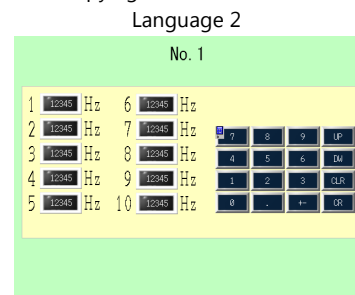 Language 2
No. 1
1 12345 Hz 6 12345 Hz
2 12345 Hz 7 12345 Hz
3 12345 Hz 8 12345 Hz
4 12345 Hz 9 12345 Hz
5 12345 Hz 10 12345 Hz
7 8 9 UP
4 5 6 DW
1 2 3 CLR
0 . +- CR